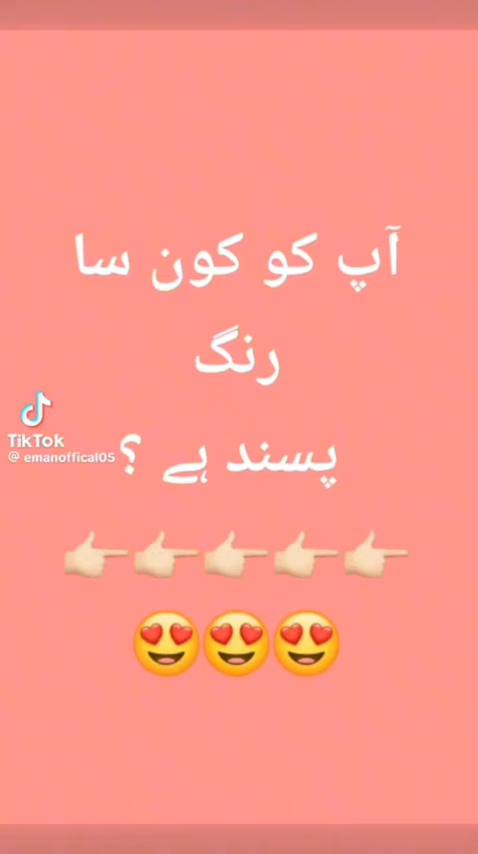 آپ کو کون سا
رنگ
پسند ہے ؟
👉🏻👉🏻👉🏻👉🏻👉🏻
😍😍😍
TikTok
@ emanoffical05